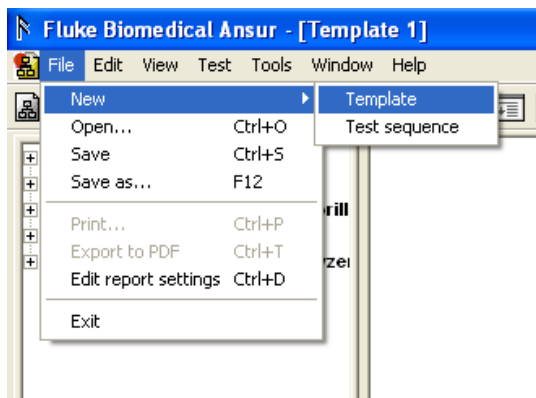 Fluke Biomedical Ansur - [Template 1]
File Edit View Test Tools Window Help
New Template
Open... Ctrl+O Test sequence
Save Ctrl+S
Save as... F12
Print... Ctrl+P
Export to PDF Ctrl+T
Edit report settings Ctrl+D
Exit